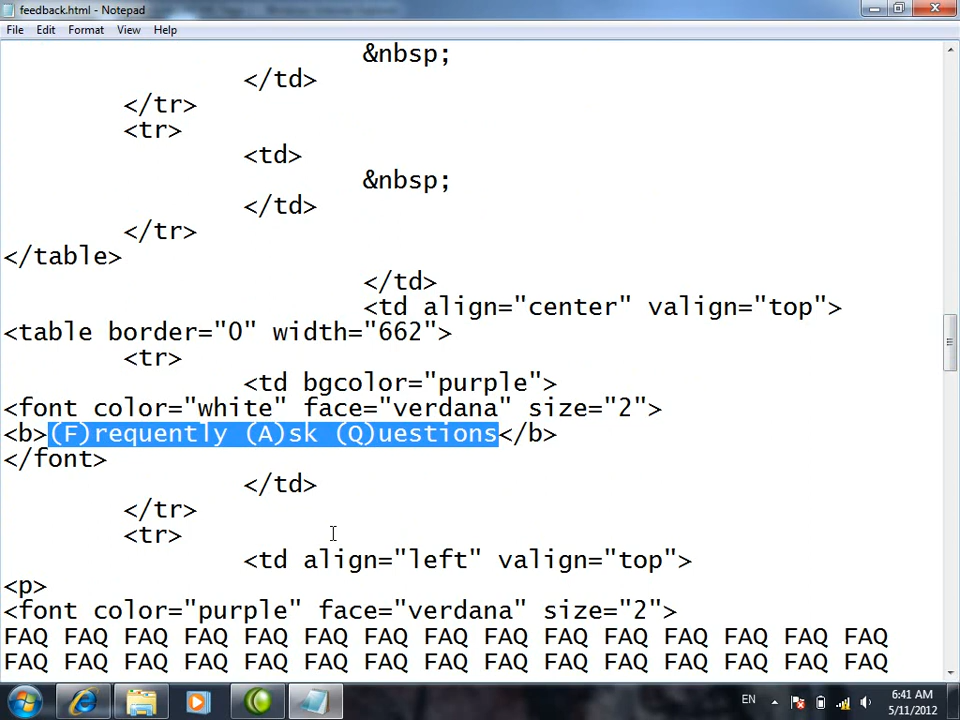 feedback.html - Notepad
File Edit Format View Help
&nbsp;
</td>
</tr>
<tr>
<td>
&nbsp;
</td>
</tr>
</table>
</td>
<td align="center" valign="top">
<table border="0" width="662">
<tr>
<td bgcolor="purple">
<font color="white" face="verdana" size="2">
<b>(F)requently (A)sk (Q)uestions</b>
</font>
</td>
</tr>
<tr>
<td align="left" valign="top">
<p>
<font color="purple" face="verdana" size="2">
FAQ FAQ FAQ FAQ FAQ FAQ FAQ FAQ FAQ FAQ FAQ FAQ FAQ FAQ FAQ
FAQ FAQ FAQ FAQ FAQ FAQ FAQ FAQ FAQ FAQ FAQ FAQ FAQ FAQ FAQ
EN
6:41 AM
5/11/2012